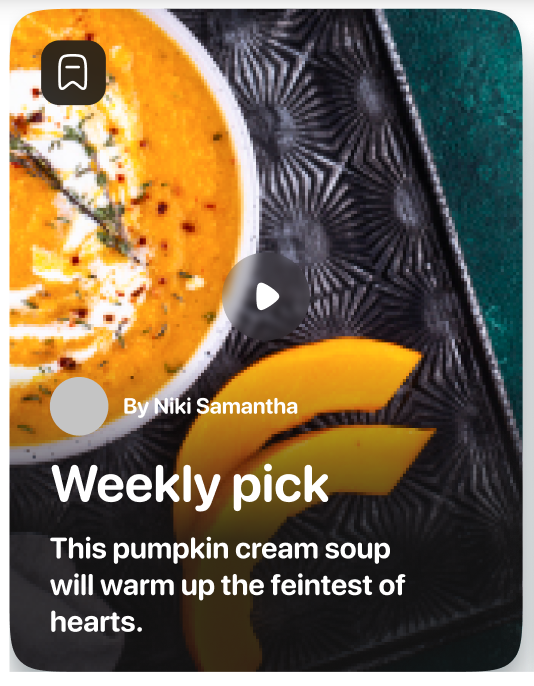 By Niki Samantha
Weekly pick
This pumpkin cream soup
will warm up the feintest of
hearts.